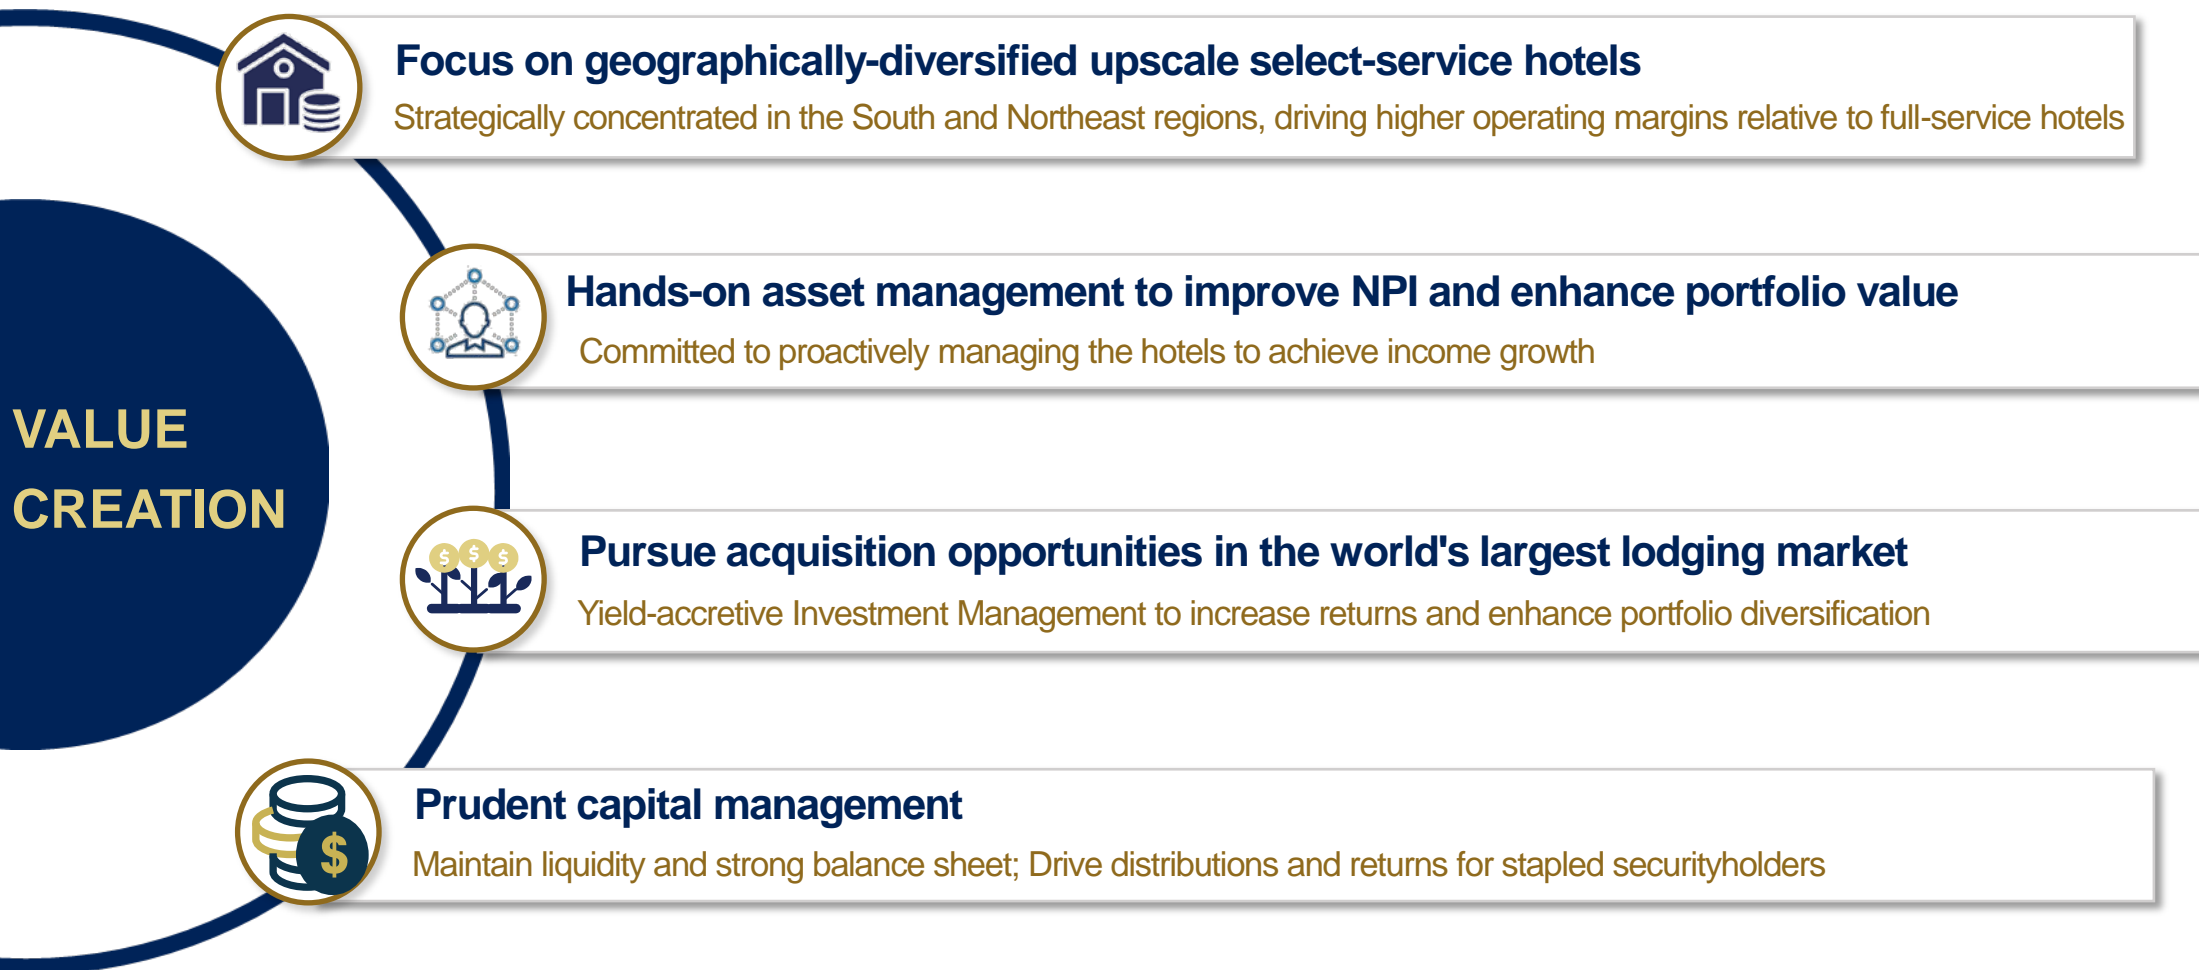 Focus on geographically-diversified upscale select-service hotels
Strategically concentrated in the South and Northeast regions, driving higher operating margins relative to full-service hotels
Hands-on asset management to improve NPI and enhance portfolio value
Committed to proactively managing the hotels to achieve income growth
VALUE
CREATION
Pursue acquisition opportunities in the world's largest lodging market
Yield-accretive Investment Management to increase returns and enhance portfolio diversification
Prudent capital management
Maintain liquidity and strong balance sheet; Drive distributions and returns for stapled securityholders